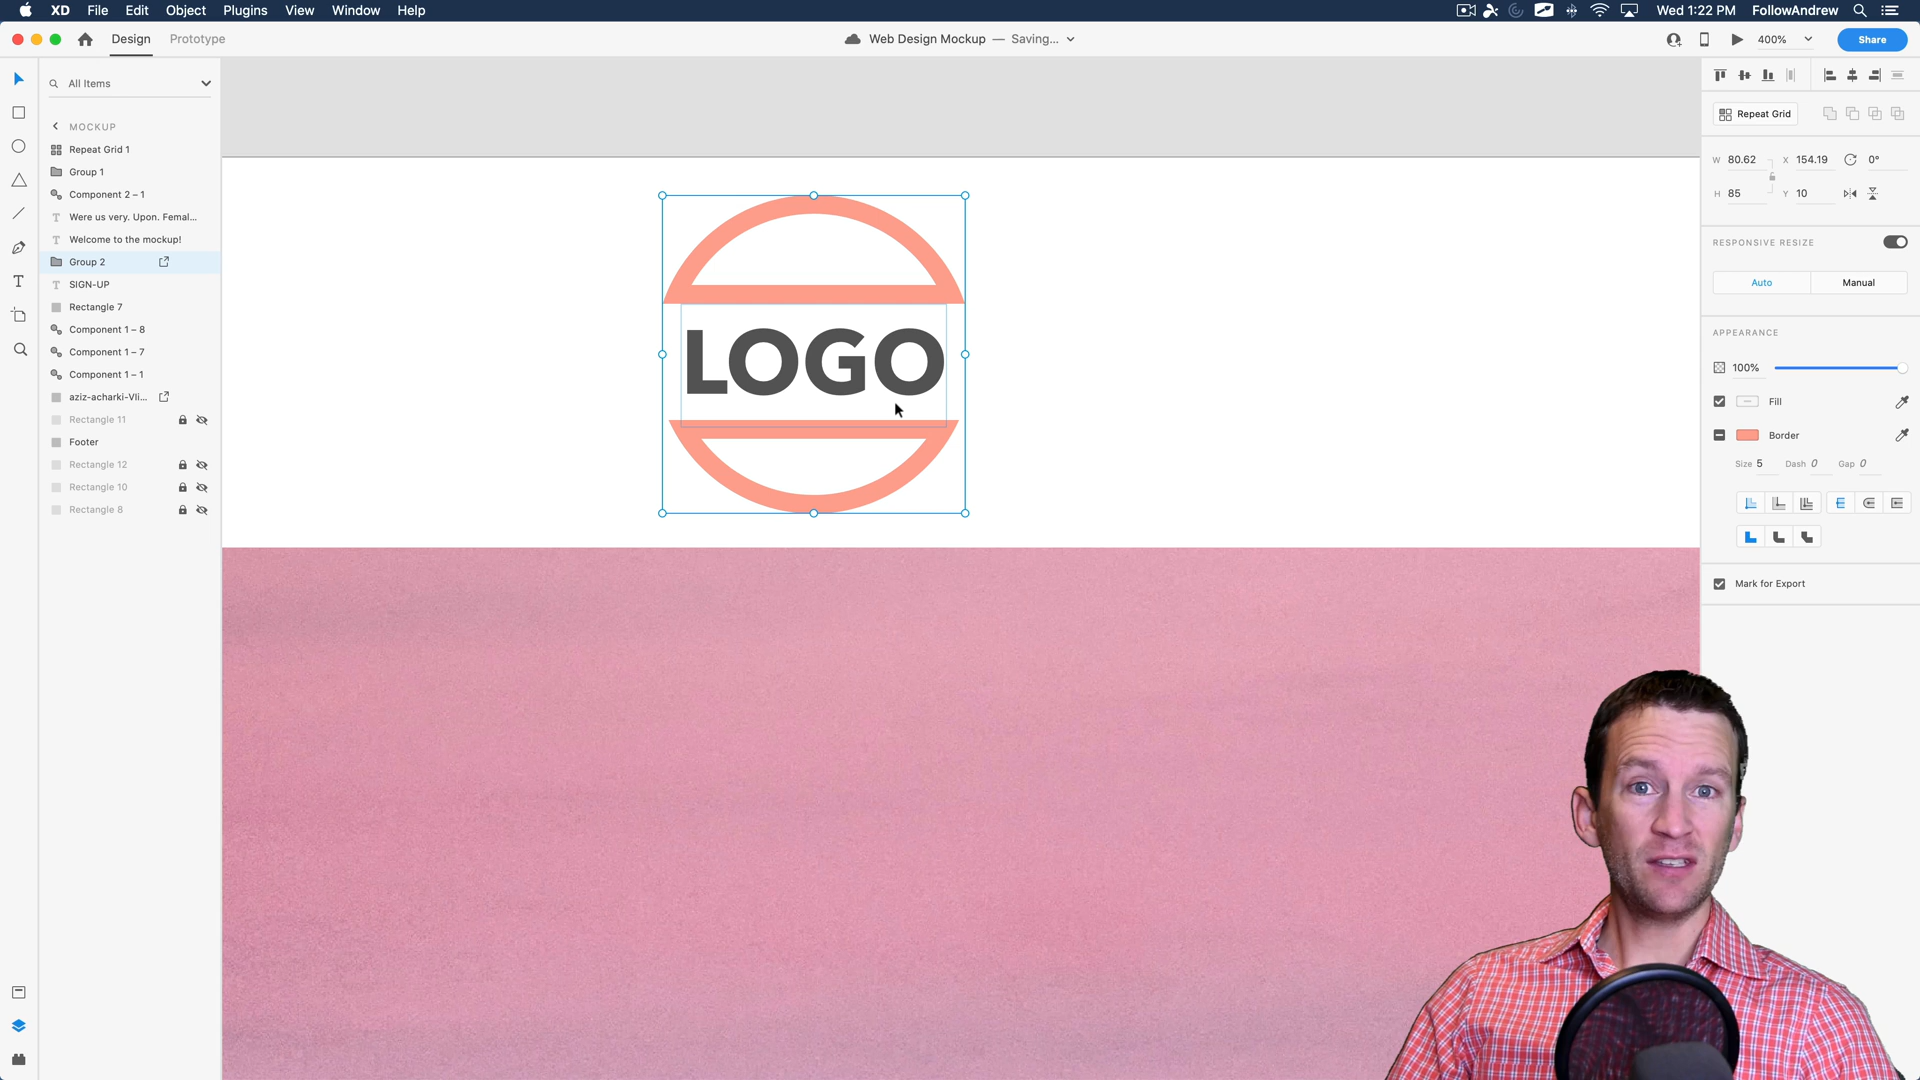 XD File Edit Object Plugins View Window Help Wed 1:22 PM FollowAndrew
Design Prototype Web Design Mockup — Saving... 400% Share
All Items
MOCKUP
Repeat Grid 1
Group 1
Component 2 – 1
Were us very. Upon. Femal...
Welcome to the mockup!
Group 2
SIGN-UP
Rectangle 7
Component 1 – 8
Component 1 – 7
Component 1 – 1
aziz-acharki-Vli...
Rectangle 11
Footer
Rectangle 12
Rectangle 10
Rectangle 8
LOGO
Repeat Grid
W 80.62 X 154.19 0°
H 85 Y 10
RESPONSIVE RESIZE
Auto Manual
APPEARANCE
100%
Fill
Border
Size 5 Dash 0 Gap 0
Mark for Export